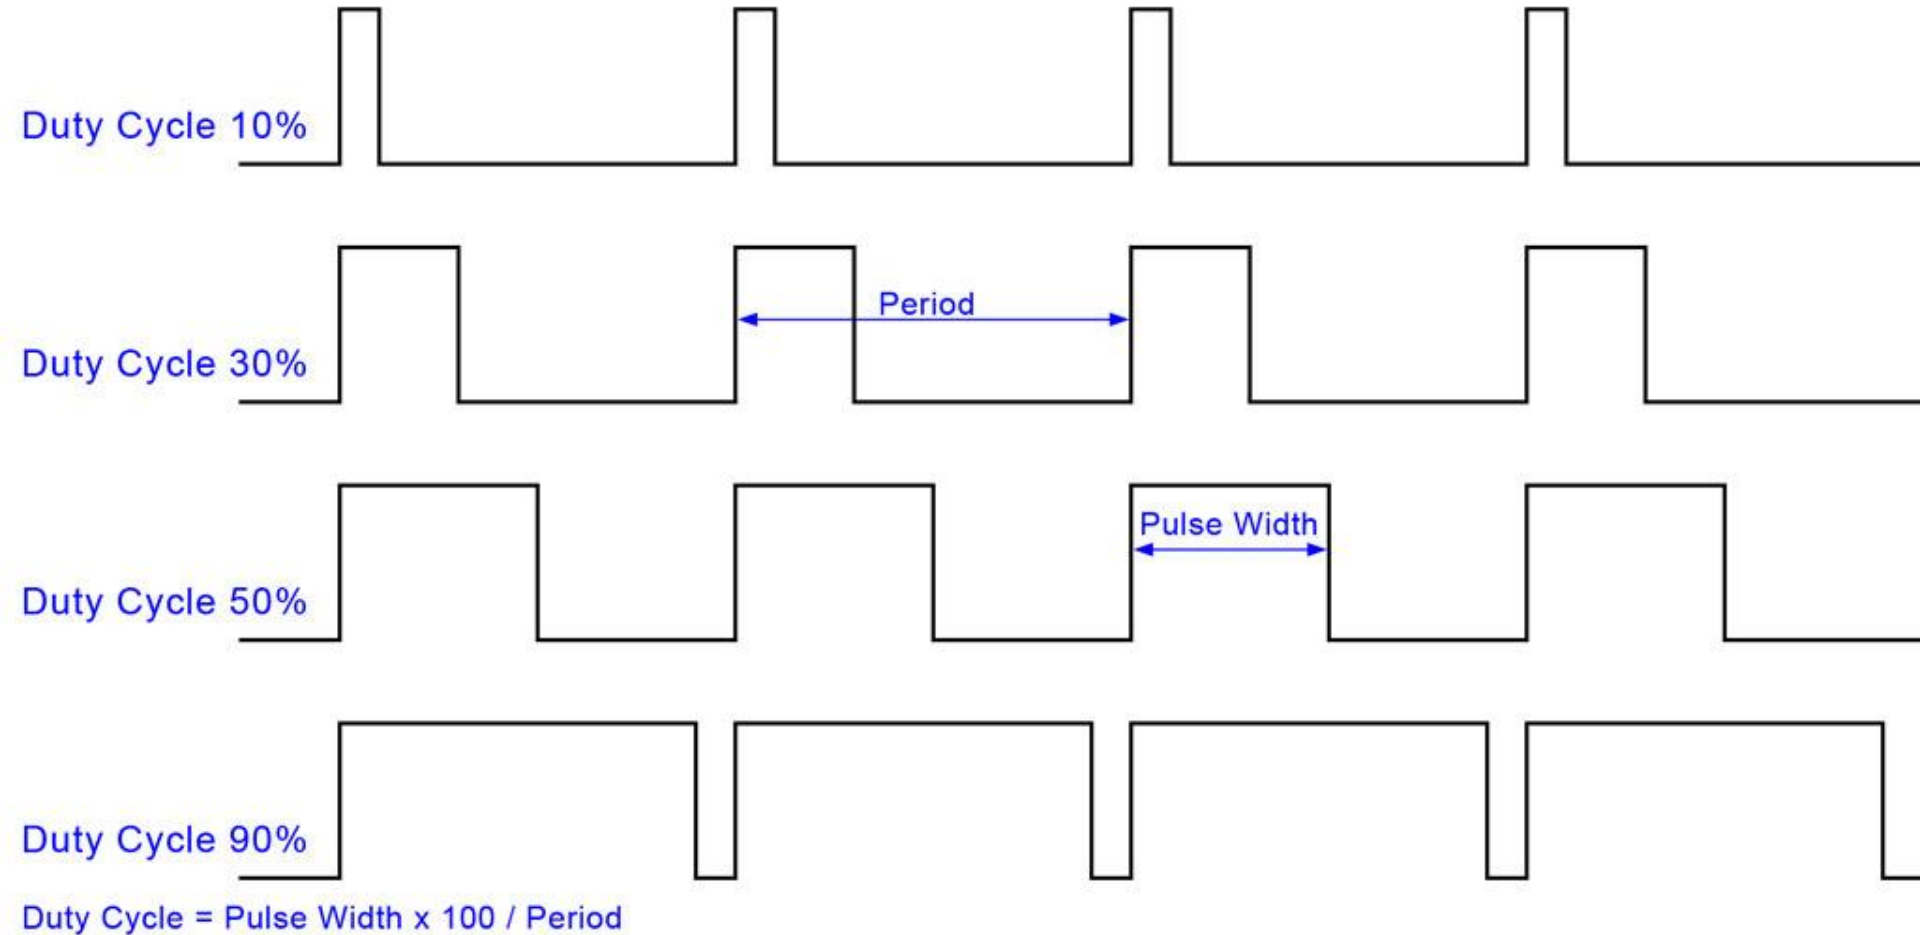 Duty Cycle 10%
Period
Duty Cycle 30%
Pulse Width
Duty Cycle 50%
Duty Cycle 90%
Duty Cycle = Pulse Width x 100 / Period